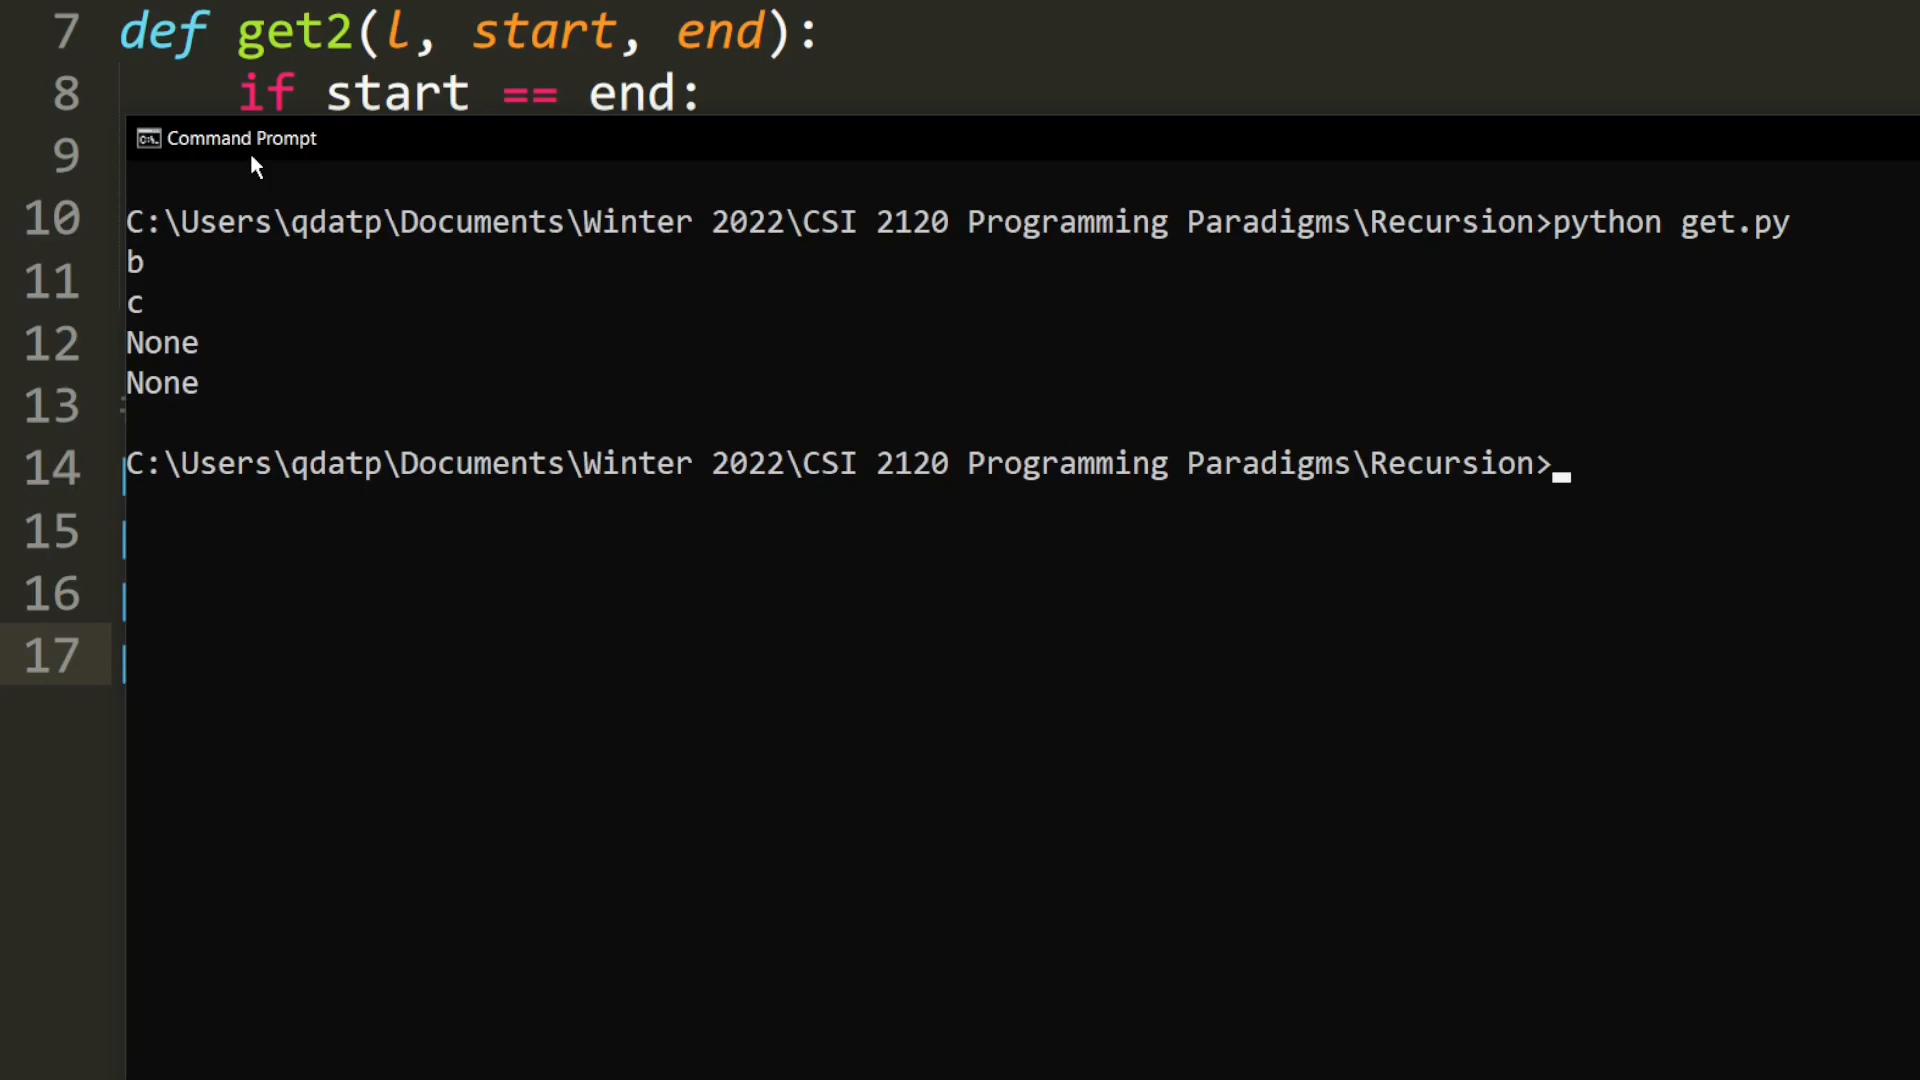 7 def get2(l, start, end):
8 if start == end:
Command Prompt
9
10 C:\Users\qdatp\Documents\Winter 2022\CSI 2120 Programming Paradigms\Recursion>python get.py
b
11
c
12 None
None
13
14 C:\Users\qdatp\Documents\Winter 2022\CSI 2120 Programming Paradigms\Recursion>
15
16
17